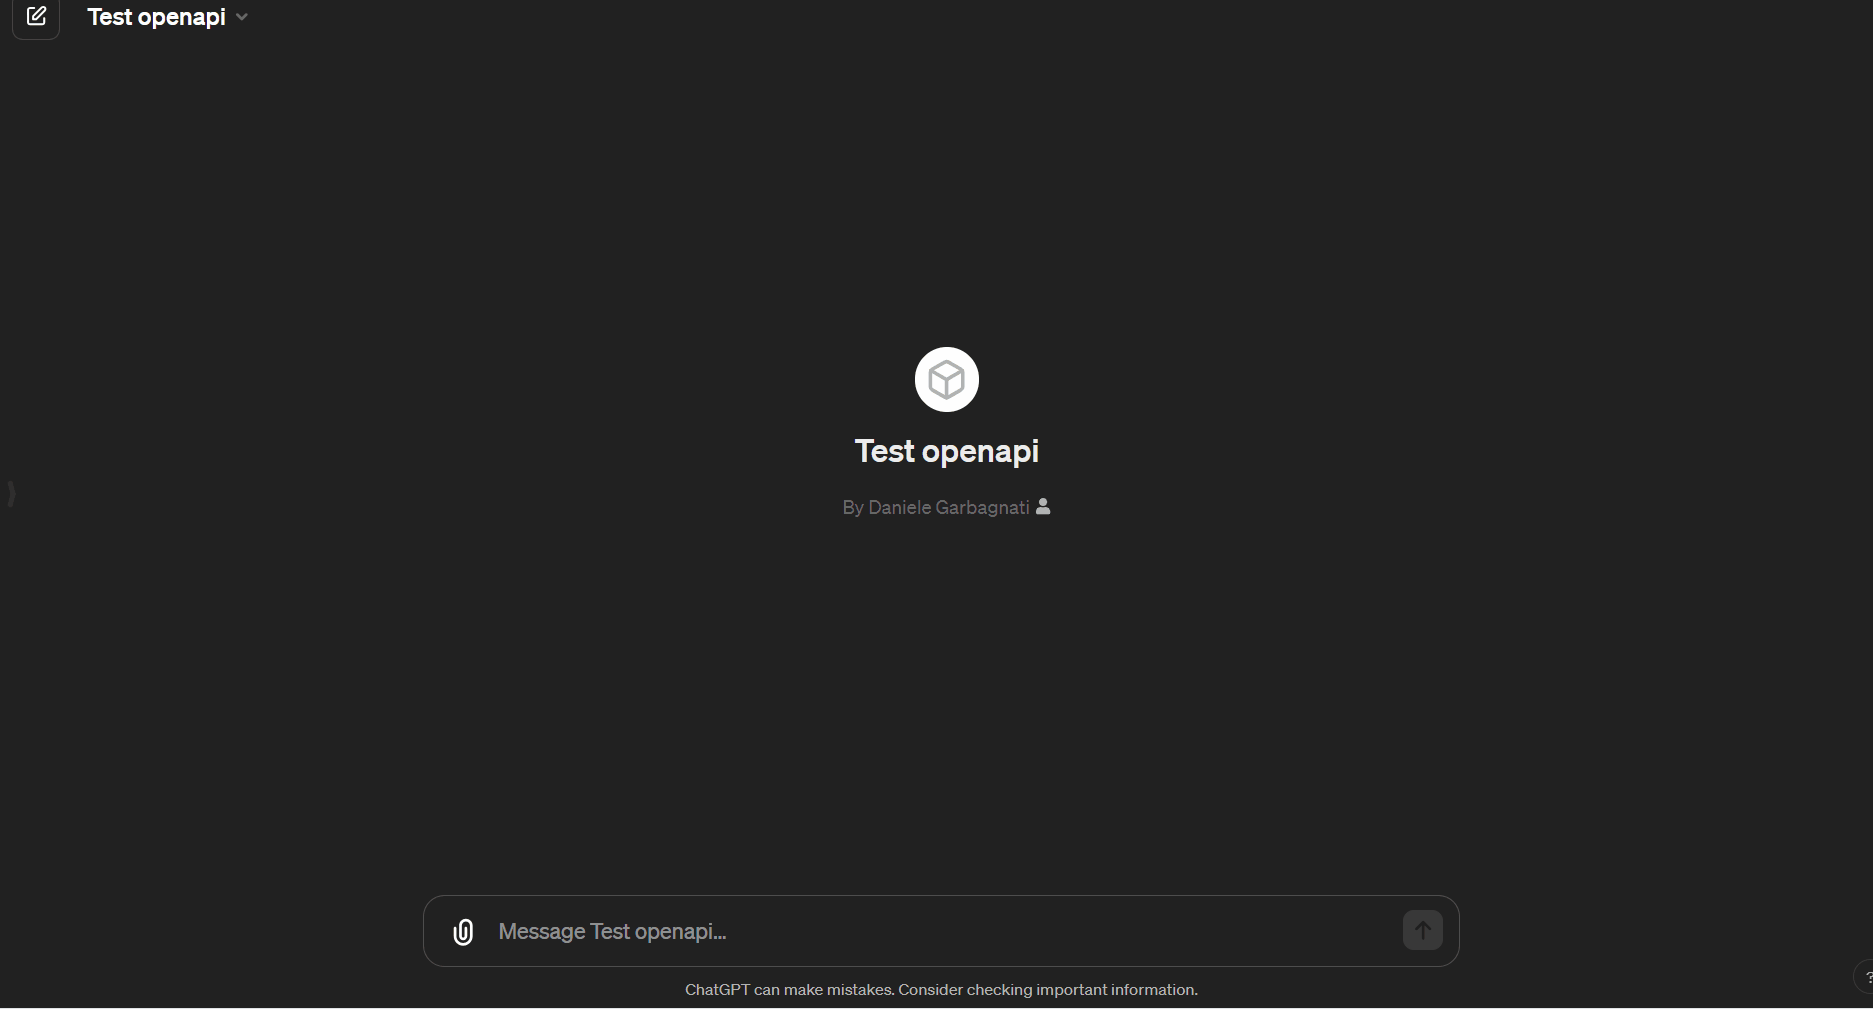 Test openapi
Test openapi
By Daniele Garbagnati
Message Test openapi...
ChatGPT can make mistakes. Consider checking important information.
?